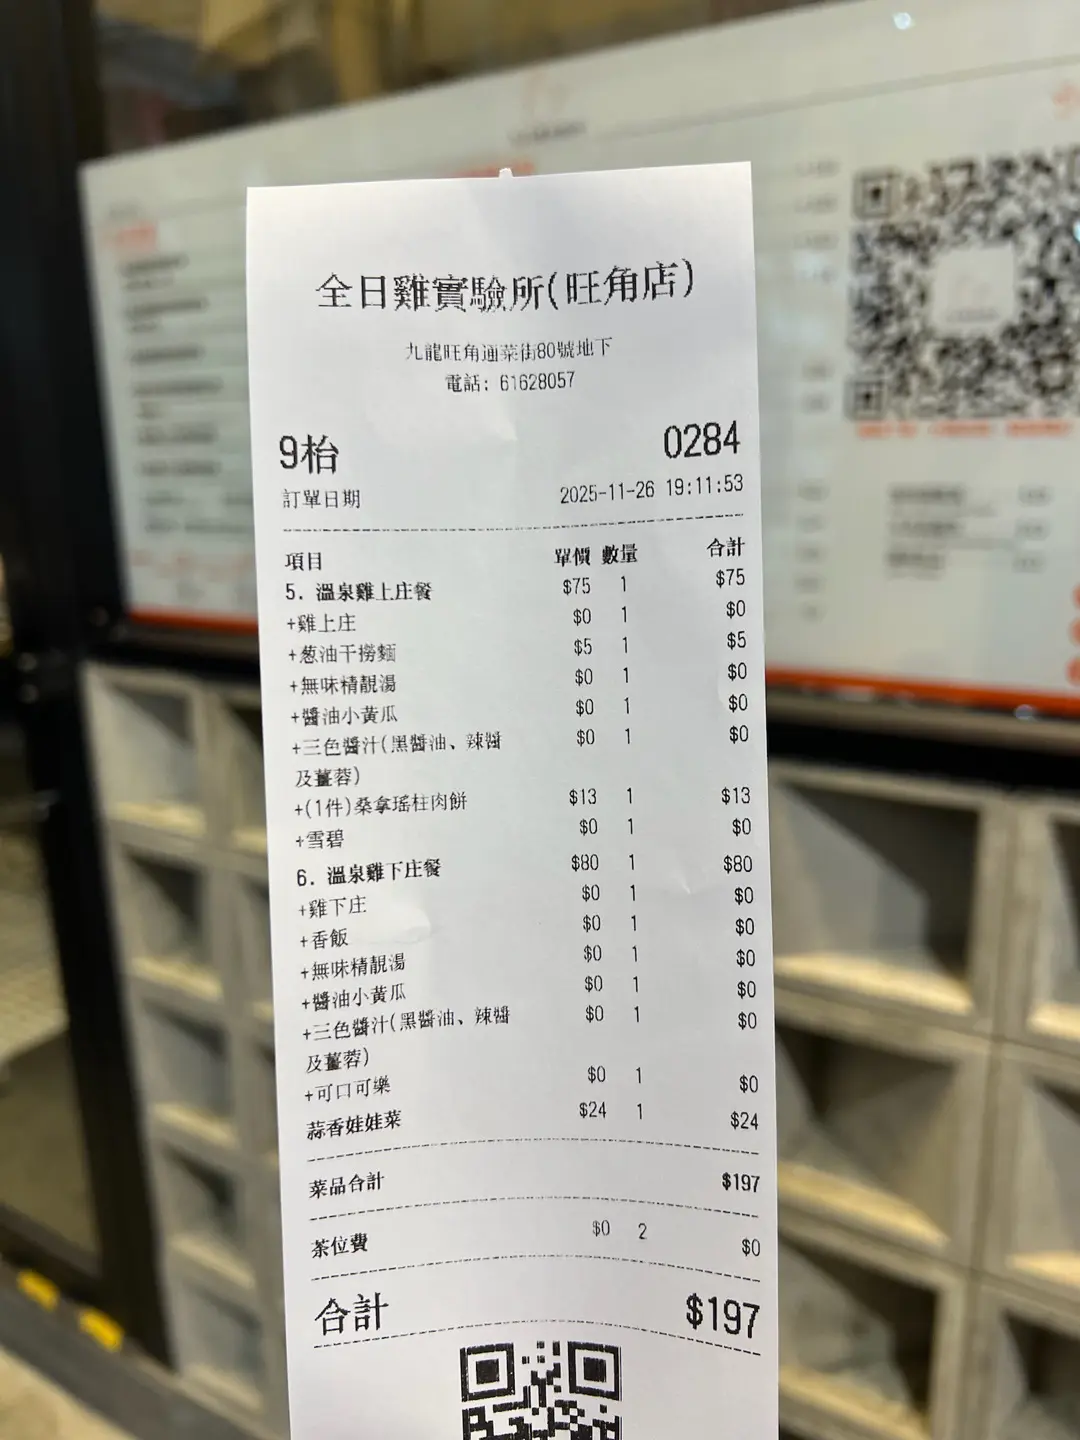 全日雞實驗所(旺角店)
九龍旺角通菜街80號地下
電話: 61628057
9枱 0284
訂單日期 2025-11-26 19:11:53
項目 單價 數量 合計
5. 溫泉雞上庄餐 $75 1 $75
+雞上庄 $0 1 $0
+葱油干撈麵 $5 1 $5
+無味精靚湯 $0 1 $0
+醬油小黃瓜 $0 1 $0
+三色醬汁(黑醬油、辣醬 $0 1 $0
及薑蓉)
+(1件)桑拿瑤柱肉餅 $13 1 $13
+雪碧 $0 1 $0
6. 溫泉雞下庄餐 $80 1 $80
+雞下庄 $0 1 $0
+香飯 $0 1 $0
+無味精靚湯 $0 1 $0
+醬油小黃瓜 $0 1 $0
+三色醬汁(黑醬油、辣醬 $0 1 $0
及薑蓉)
+可口可樂 $0 1 $0
蒜香娃娃菜 $24 1 $24
菜品合計 $197
茶位費 $0 2 $0
合計 $197